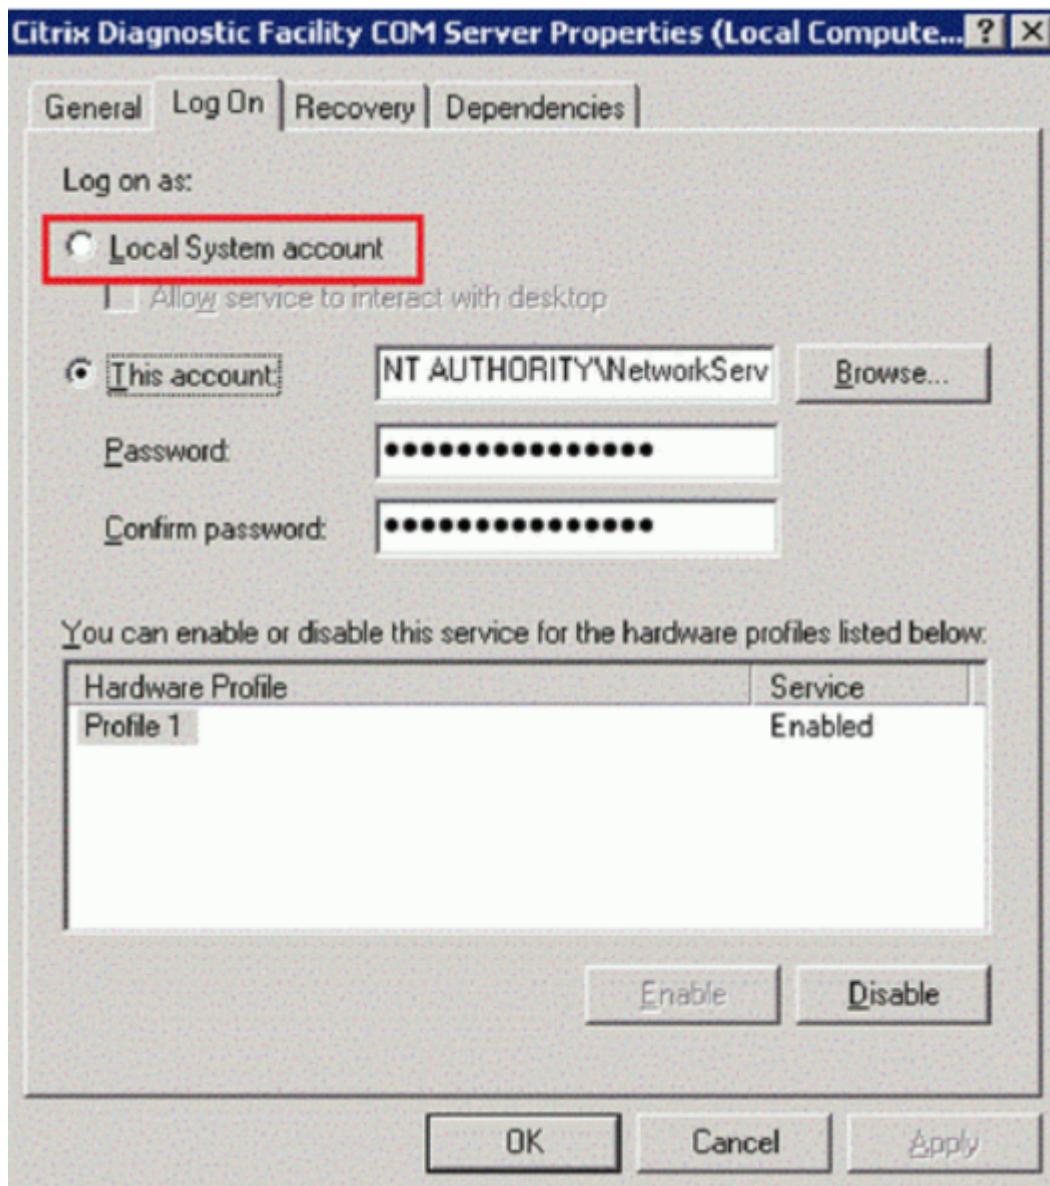 Citrix Diagnostic Facility COM Server Properties (Local Compute... ? X
General Log On Recovery Dependencies
Log on as:
Local System account
Allow service to interact with desktop
This account: NT AUTHORITY\NetworkServ Browse...
Password: ●●●●●●●●●●●●●●●
Confirm password: ●●●●●●●●●●●●●●●
You can enable or disable this service for the hardware profiles listed below:
Hardware Profile Service
Profile 1 Enabled
Enable Disable
OK Cancel Apply